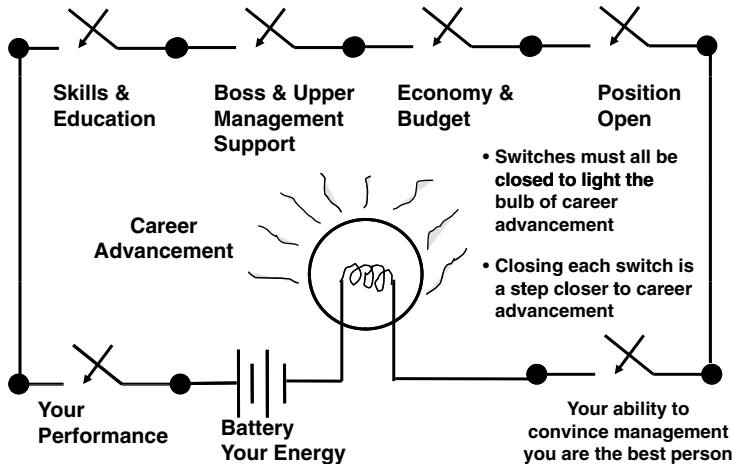 Skills &
Education
Boss & Upper
Management
Support
Economy &
Budget
Position
Open
• Switches must all be
closed to light the
bulb of career
advancement
• Closing each switch is
a step closer to career
advancement
Career
Advancement
Your
Performance
Battery
Your Energy
Your ability to
convince management
you are the best person